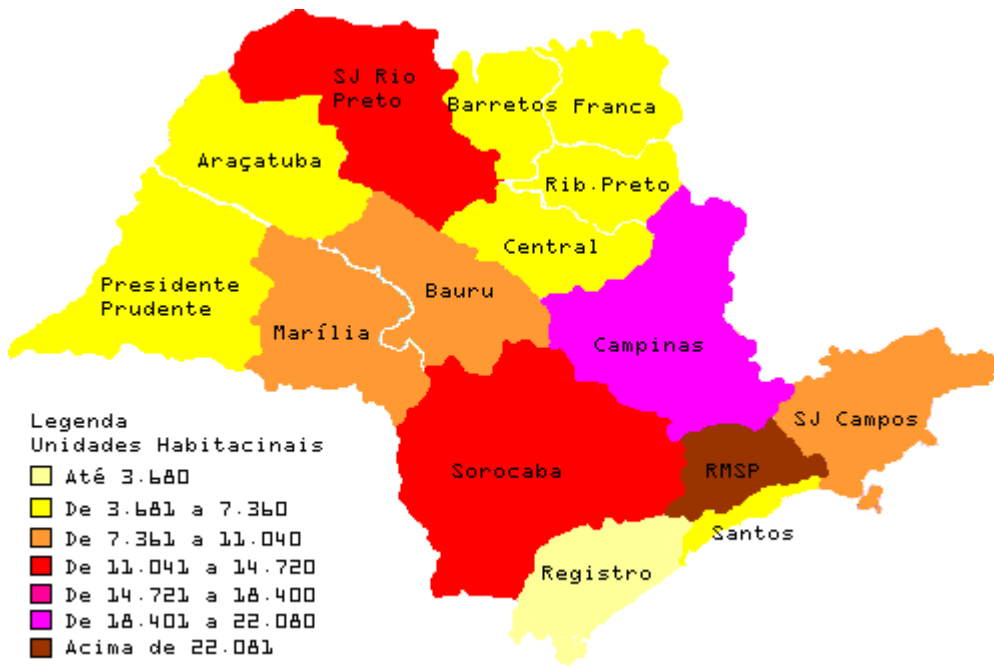 SJ Rio
Preto
Barretos
Franca
Araçatuba
Rib.Preto
Central
Presidente
Prudente
Bauru
Marília
Campinas
SJ Campos
Sorocaba
RMSP
Santos
Registro
Legenda
Unidades Habitacinais
Até 3.680
De 3.681 a 7.360
De 7.361 a 11.040
De 11.041 a 14.720
De 14.721 a 18.400
De 18.401 a 22.080
Acima de 22.081